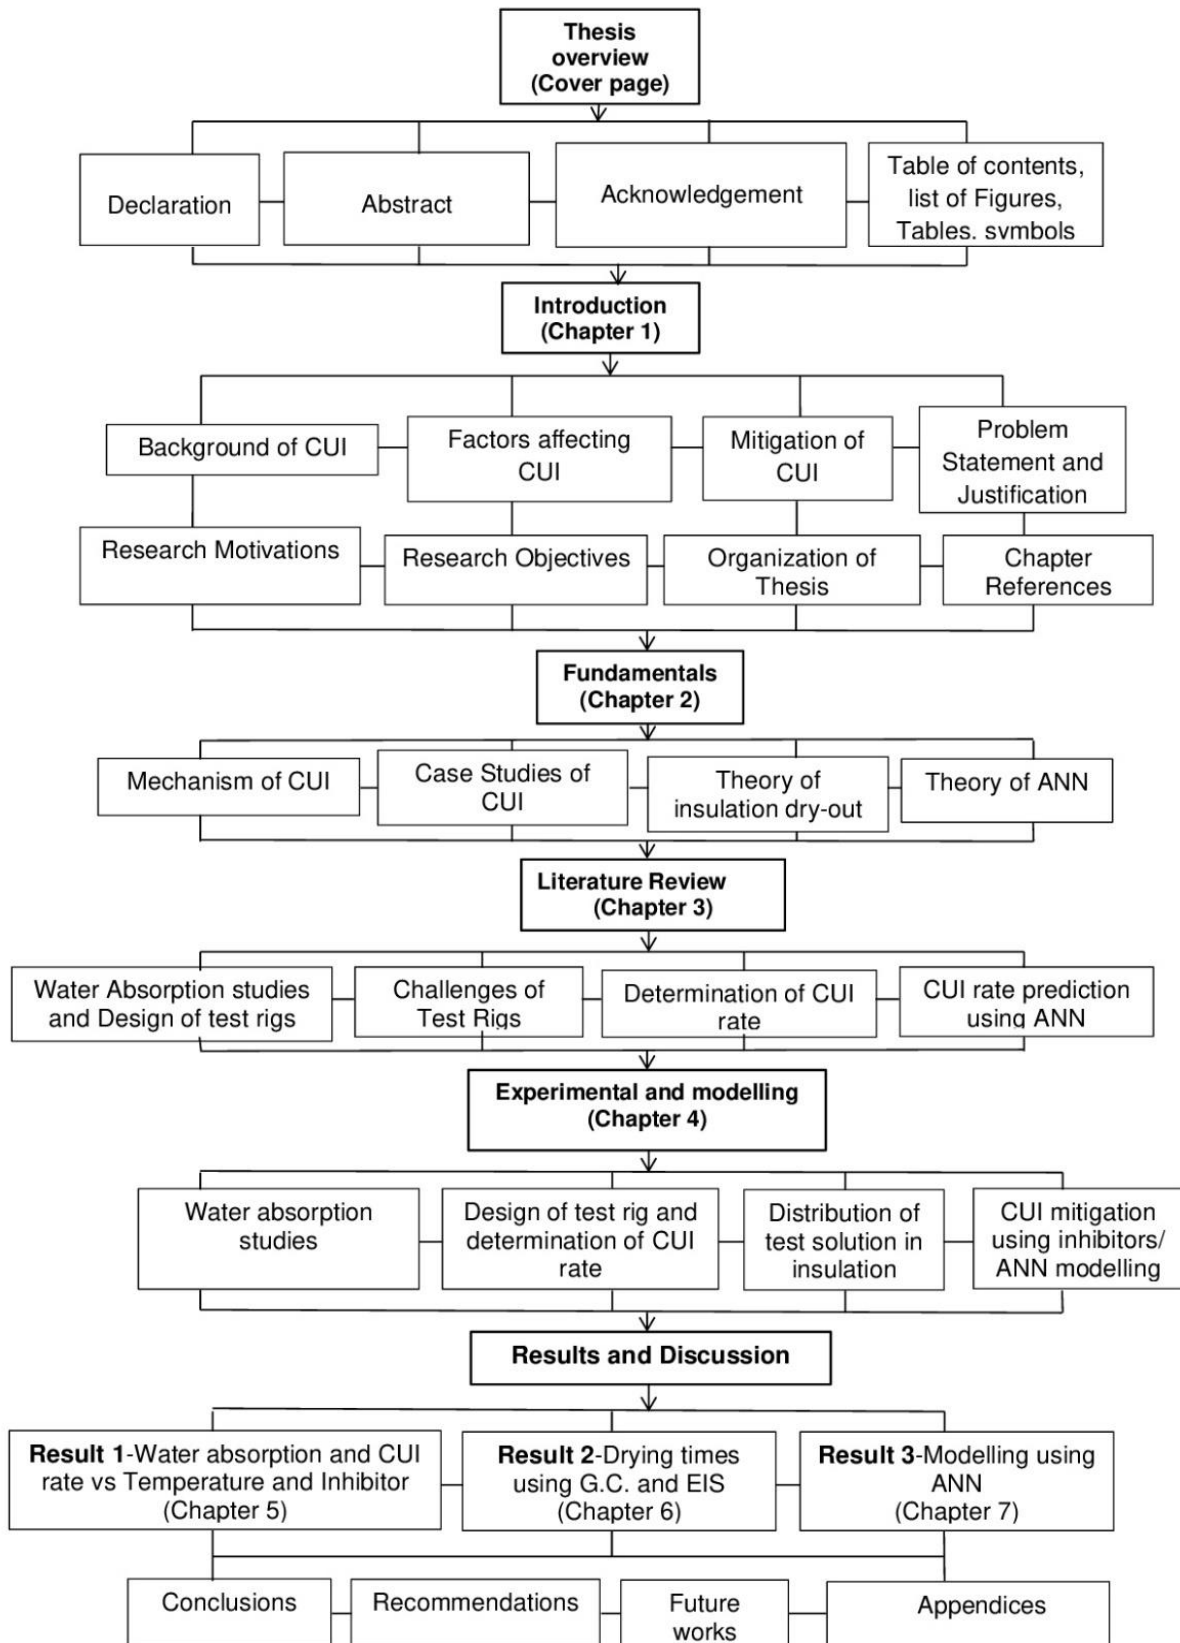 Thesis
overview
(Cover page)
Declaration
Abstract
Acknowledgement
Table of contents,
list of Figures,
Tables. symbols
Introduction
(Chapter 1)
Background of CUI
Factors affecting
CUI
Mitigation of
CUI
Problem
Statement and
Justification
Research Motivations
Research Objectives
Organization of
Thesis
Chapter
References
Fundamentals
(Chapter 2)
Mechanism of CUI
Case Studies of
CUI
Theory of
insulation dry-out
Theory of ANN
Literature Review
(Chapter 3)
Water Absorption studies
and Design of test rigs
Challenges of
Test Rigs
Determination of CUI
rate
CUI rate prediction
using ANN
Experimental and modelling
(Chapter 4)
Water absorption
studies
Design of test rig and
determination of CUI
rate
Distribution of
test solution in
insulation
CUI mitigation
using inhibitors/
ANN modelling
Results and Discussion
Result 1-Water absorption and CUI
rate vs Temperature and Inhibitor
(Chapter 5)
Result 2-Drying times
using G.C. and EIS
(Chapter 6)
Result 3-Modelling using
ANN
(Chapter 7)
Conclusions
Recommendations
Future
works
Appendices